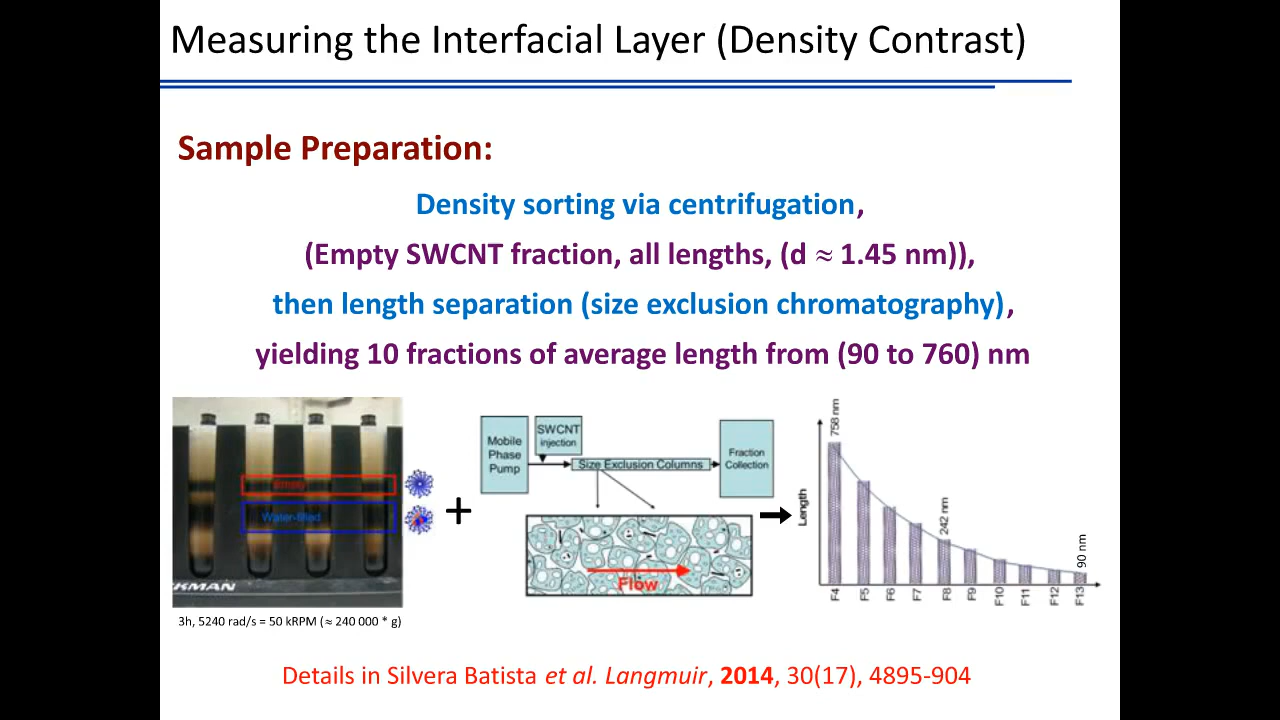 Measuring the Interfacial Layer (Density Contrast)
Sample Preparation:
Density sorting via centrifugation,
(Empty SWCNT fraction, all lengths, (d ≈ 1.45 nm)),
then length separation (size exclusion chromatography),
yielding 10 fractions of average length from (90 to 760) nm
Empty
Water-filled
CKMAN
3h, 5240 rad/s = 50 kRPM (≈ 240 000 * g)
+
Mobile
Phase
Pump
SWCNT
injection
Size Exclusion Columns
Fraction
Collection
Flow
Length
758 nm
242 nm
90 nm
F4
F5
F6
F7
F8
F9
F10
F11
F12
F13
Details in Silvera Batista et al. Langmuir, 2014, 30(17), 4895-904